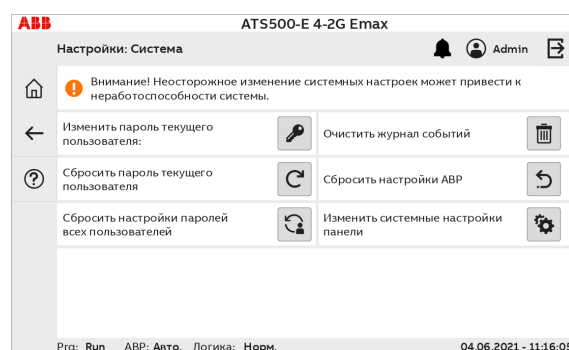 ABB
ATS500-E 4-2G Emax
Настройки: Система
Admin
Внимание! Неосторожное изменение системных настроек может привести к
неработоспособности системы.
Изменить пароль текущего
пользователя:
Очистить журнал событий
Сбросить пароль текущего
пользователя
Сбросить настройки АВР
Сбросить настройки паролей
всех пользователей
Изменить системные настройки
панели
Prg: Run АВР: Авто. Логика: Норм. 04.06.2021 - 11:16:05